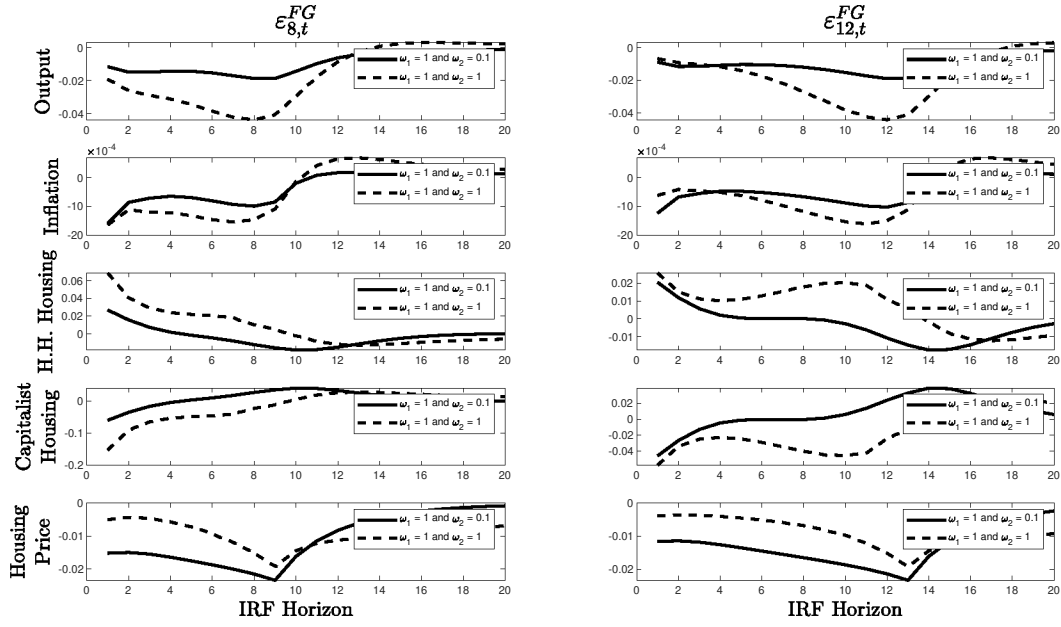 ε^{FG}_{8,t} ε^{FG}_{12,t}
Output
0
-0.02
-0.04
ω₁ = 1 and ω₂ = 0.1
ω₁ = 1 and ω₂ = 1
0 2 4 6 8 10 12 14 16 18 20
0
-0.02
-0.04
ω₁ = 1 and ω₂ = 0.1
ω₁ = 1 and ω₂ = 1
0 2 4 6 8 10 12 14 16 18 20
Inflation
×10⁻⁴
0
-10
-20
ω₁ = 1 and ω₂ = 0.1
ω₁ = 1 and ω₂ = 1
0 2 4 6 8 10 12 14 16 18 20
×10⁻⁴
0
-10
-20
ω₁ = 1 and ω₂ = 0.1
ω₁ = 1 and ω₂ = 1
0 2 4 6 8 10 12 14 16 18 20
H.H. Housing
0.06
0.04
0.02
0
ω₁ = 1 and ω₂ = 0.1
ω₁ = 1 and ω₂ = 1
0 2 4 6 8 10 12 14 16 18 20
0.02
0.01
0
-0.01
ω₁ = 1 and ω₂ = 0.1
ω₁ = 1 and ω₂ = 1
0 2 4 6 8 10 12 14 16 18 20
Capitalist
Housing
0
-0.1
-0.2
ω₁ = 1 and ω₂ = 0.1
ω₁ = 1 and ω₂ = 1
0 2 4 6 8 10 12 14 16 18 20
0.02
0
-0.02
-0.04
ω₁ = 1 and ω₂ = 0.1
ω₁ = 1 and ω₂ = 1
0 2 4 6 8 10 12 14 16 18 20
Housing
Price
0
-0.01
-0.02
ω₁ = 1 and ω₂ = 0.1
ω₁ = 1 and ω₂ = 1
0 2 4 6 8 10 12 14 16 18 20
IRF Horizon
0
-0.01
-0.02
ω₁ = 1 and ω₂ = 0.1
ω₁ = 1 and ω₂ = 1
0 2 4 6 8 10 12 14 16 18 20
IRF Horizon